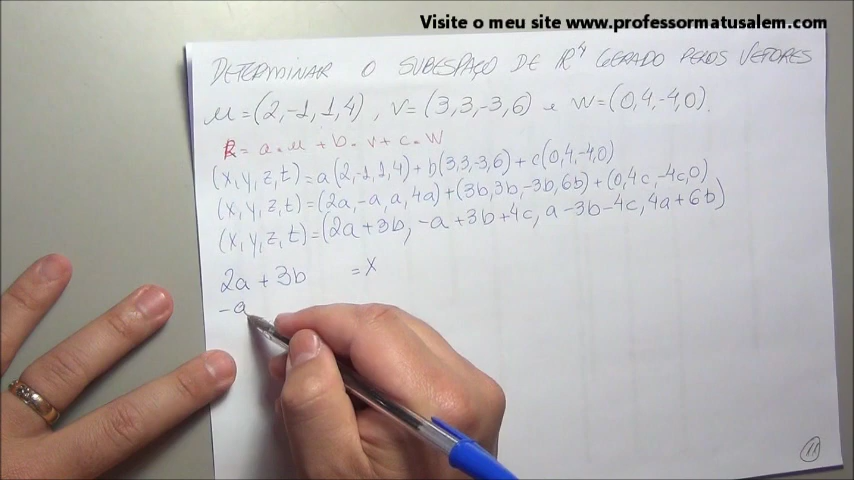 Visite o meu site www.professormatusalem.com
DETERMINAR O SUBESPAÇO DE R⁴ GERADO PELOS VETORES
u=(2,-1,1,4), v=(3,3,-3,6) e w=(0,4,-4,0).
R= a.u + b.v + c.w
(x,y,z,t)=a(2,-1,1,4)+b(3,3,-3,6)+c(0,4,-4,0)
(x,y,z,t)=(2a,-a,a,4a)+(3b,3b,-3b,6b)+(0,4c,-4c,0)
(x,y,z,t)=(2a+3b,-a+3b+4c,a-3b-4c,4a+6b)
2a+3b =x
-a
11